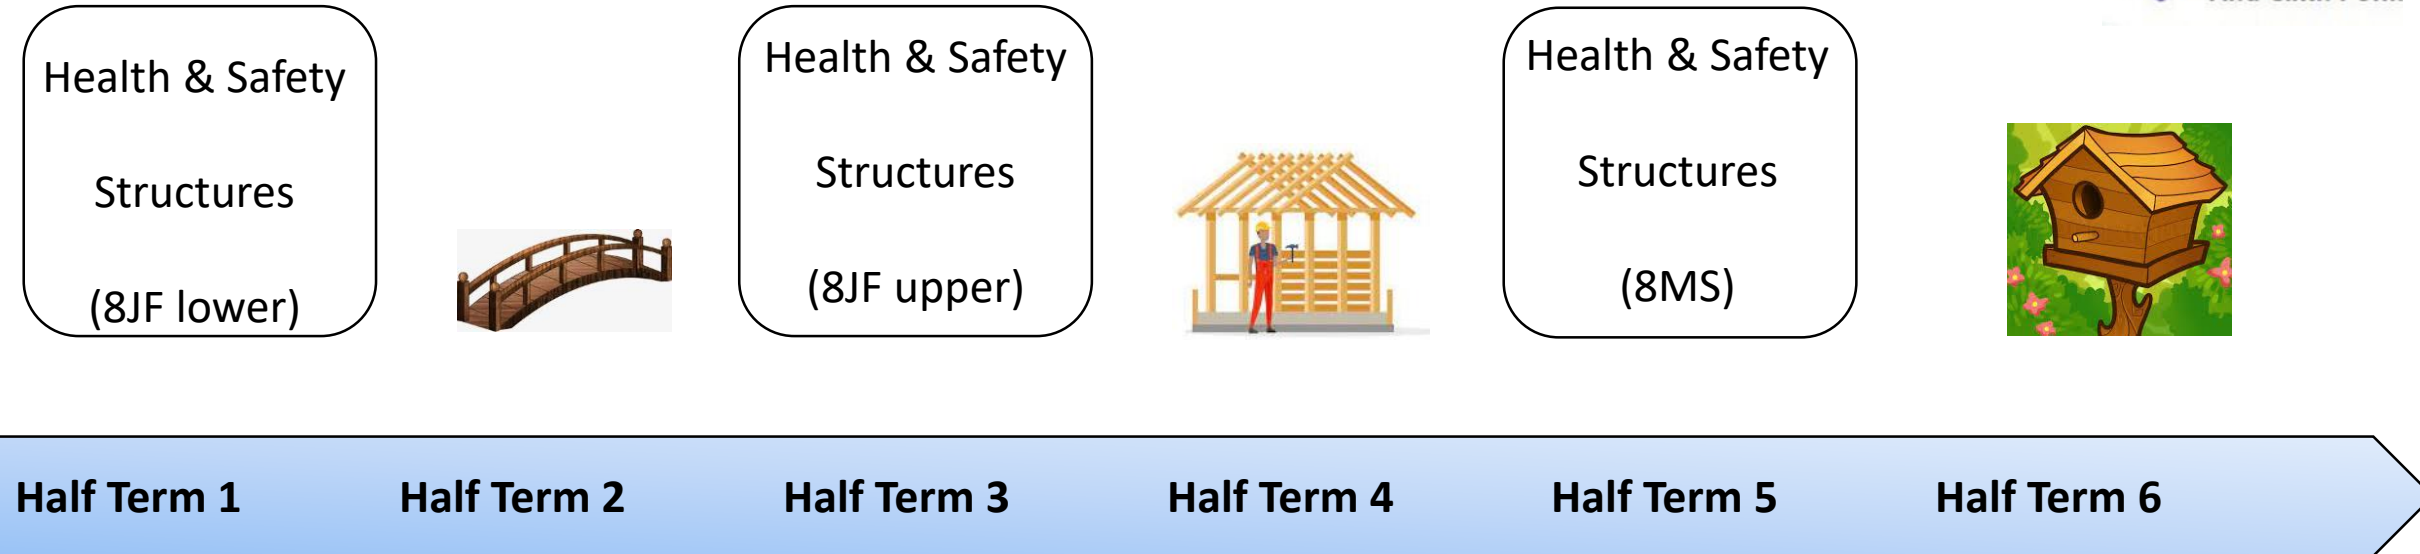 Health & Safety
Structures
(8JF lower)
Health & Safety
Structures
(8JF upper)
Health & Safety
Structures
(8MS)
Half Term 1
Half Term 2
Half Term 3
Half Term 4
Half Term 5
Half Term 6